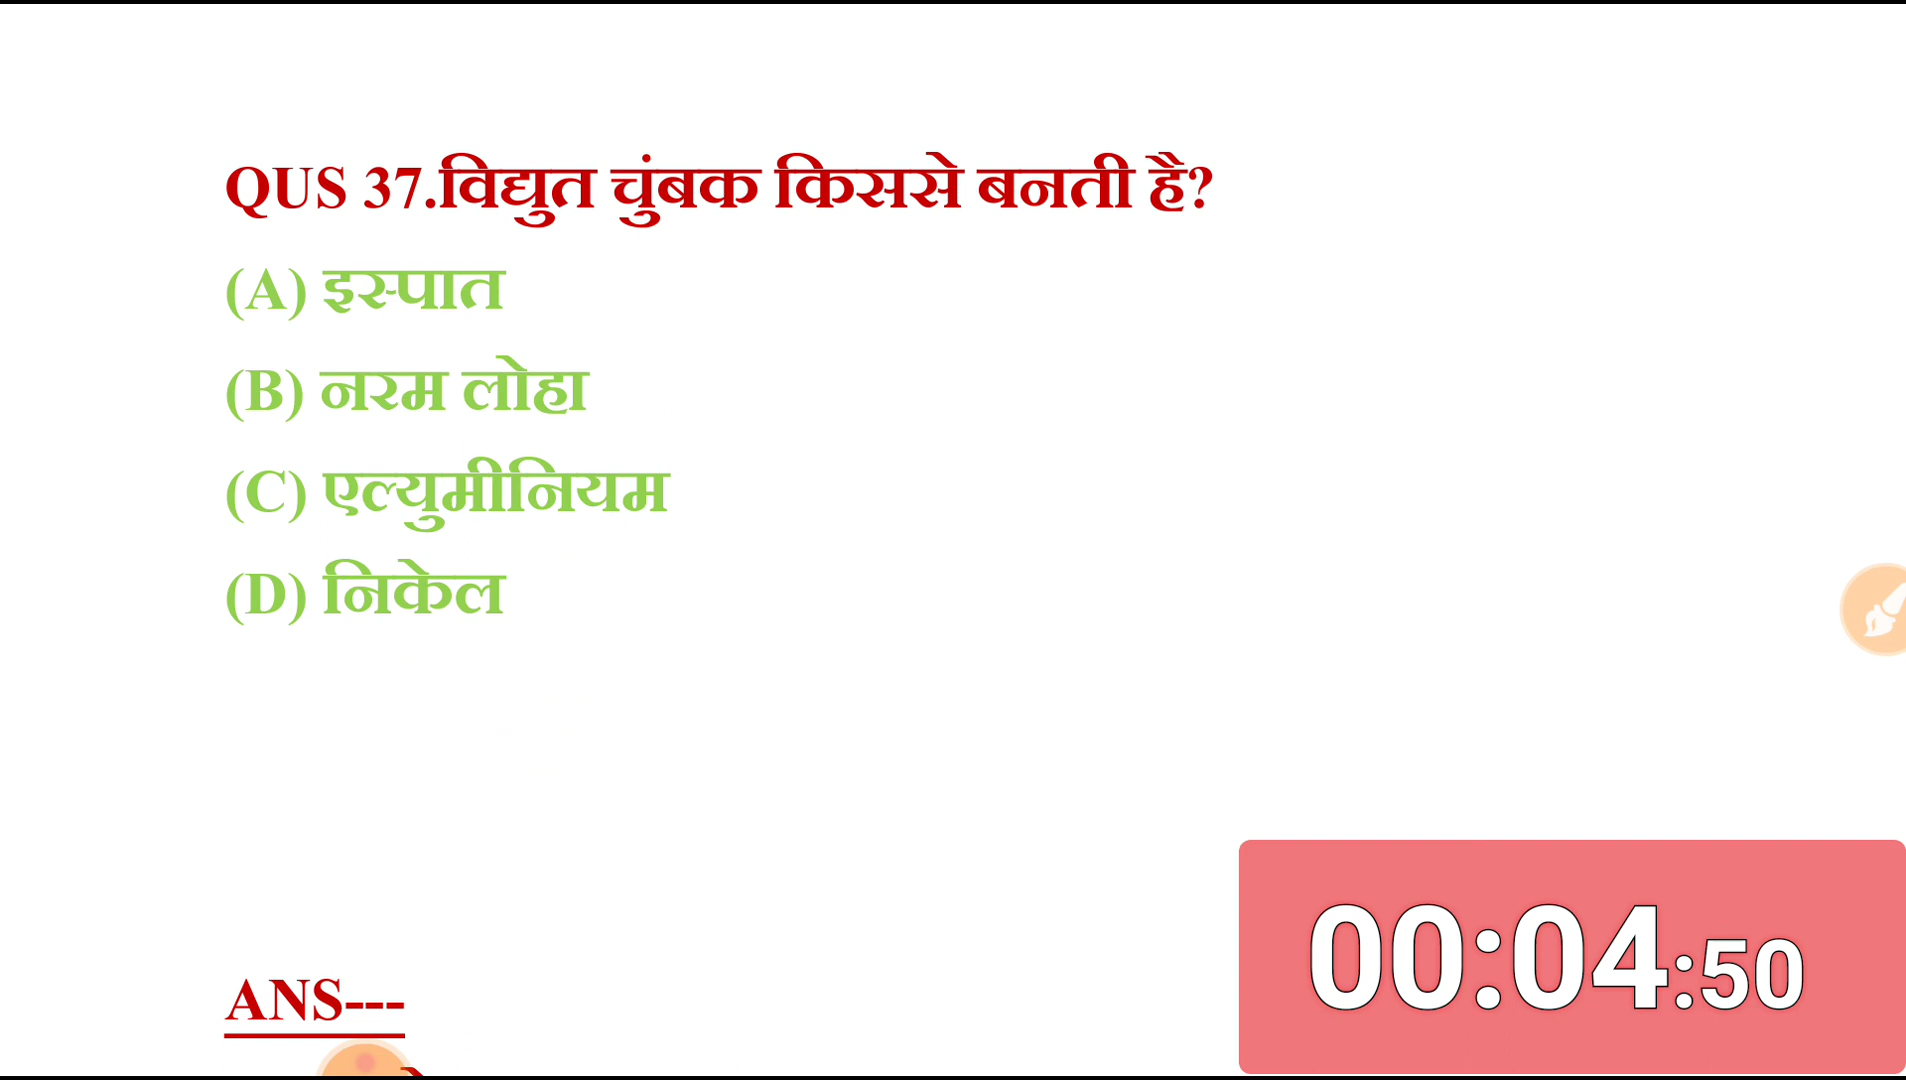 QUS 37.विद्युत चुंबक किससे बनती है?
(A) इस्पात
(B) नरम लोहा
(C) एल्युमीनियम
(D) निकेल
ANS---
00:04:50